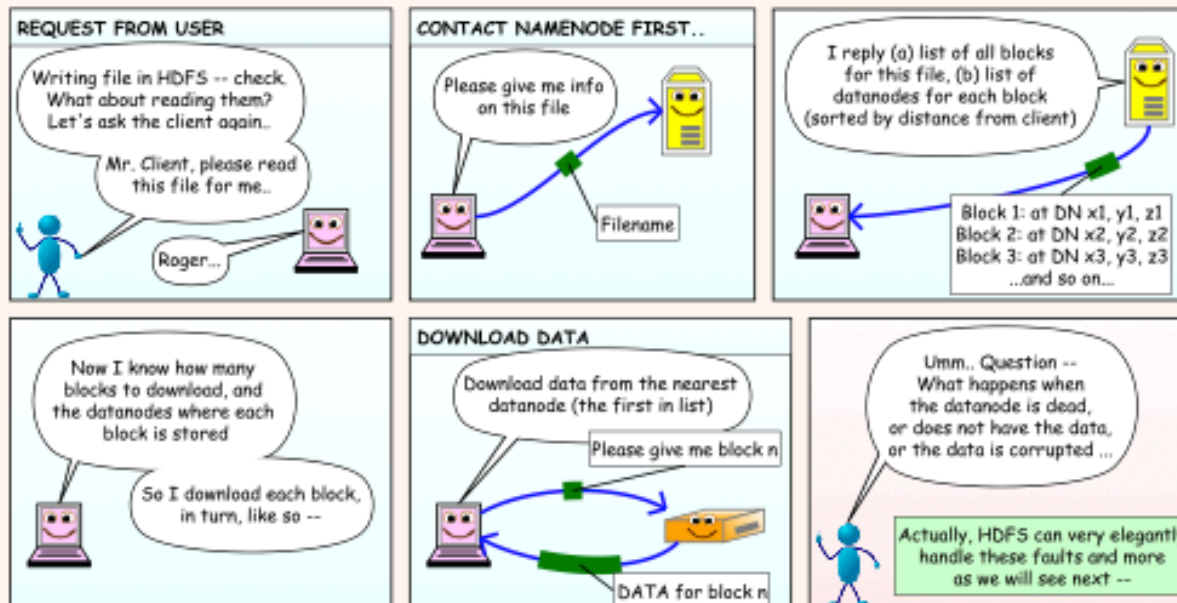 REQUEST FROM USER
Writing file in HDFS -- check.
What about reading them?
Let's ask the client again..
Mr. Client, please read
this file for me..
Roger...
CONTACT NAMENODE FIRST..
Please give me info
on this file
Filename
I reply (a) list of all blocks
for this file, (b) list of
datanodes for each block
(sorted by distance from client)
Block 1: at DN x1, y1, z1
Block 2: at DN x2, y2, z2
Block 3: at DN x3, y3, z3
...and so on...
Now I know how many
blocks to download, and
the datanodes where each
block is stored
So I download each block,
in turn, like so --
DOWNLOAD DATA
Download data from the nearest
datanode (the first in list)
Please give me block n
DATA for block n
Umm.. Question --
What happens when
the datanode is dead,
or does not have the data,
or the data is corrupted ...
Actually, HDFS can very elegantl
handle these faults and more
as we will see next --